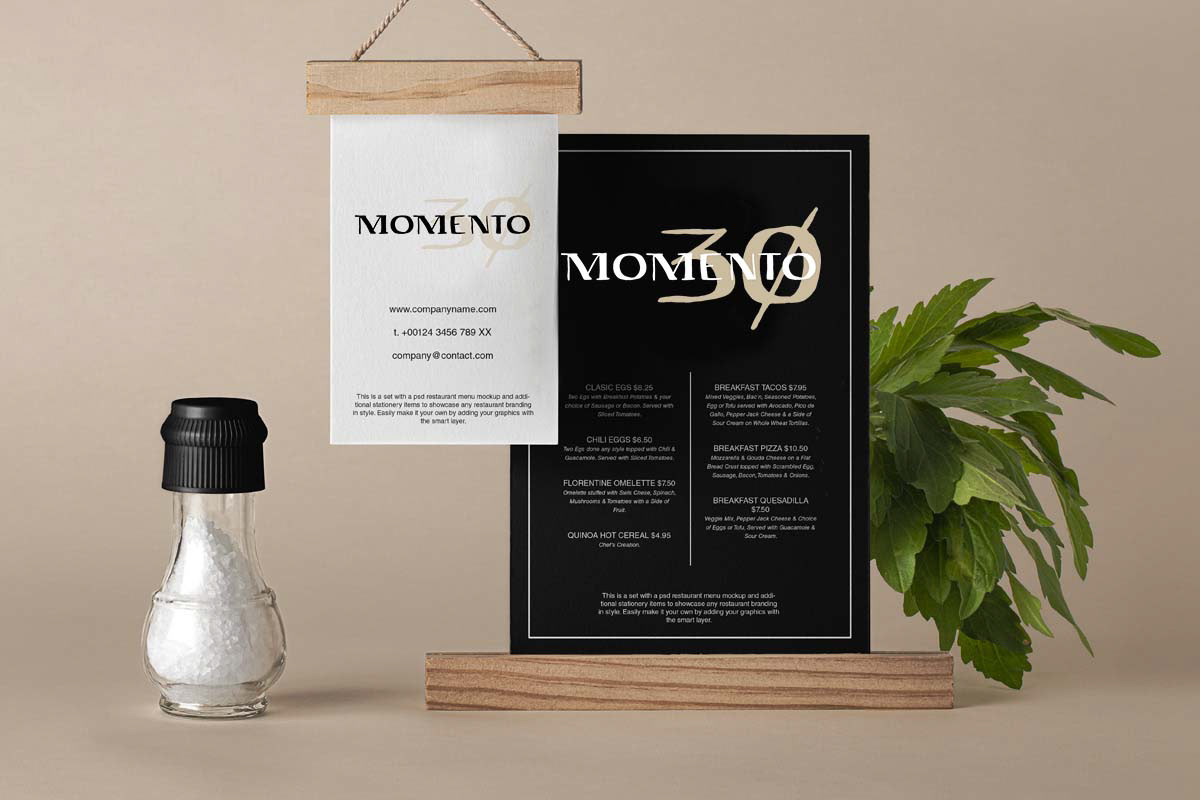 MOMENTO
30
www.companyname.com
t. +00124 3456 789 XX
company@contact.com
This is a set with a psd restaurant menu mockup and addi-
tional stationery items to showcase any restaurant branding
in style. Easily make it your own by adding your graphics with
the smart layer.
MOMENTO
30
CLASIC EGS $8.25
Two Egs with Breakfast Potatoes & your
choice of Sausage or Bacon. Served with
Sliced Tomatoes.
CHILI EGGS $6.50
Two Egs done any style topped with Chili &
Guacamole. Served with Sliced Tomatoes.
FLORENTINE OMELETTE $7.50
Omelette stuffed with Swis Chese, Spinach,
Mushrooms & Tomatoes with a Side of
Fruit.
QUINOA HOT CEREAL $4.95
Chef's Creation.
BREAKFAST TACOS $7.95
Mixed Veggies, Bac'n, Seasoned Potatoes,
Egg or Tofu served with Avocado, Pico de
Gallo, Pepper Jack Cheese & a Side of
Sour Cream on Whole Wheat Tortillas.
BREAKFAST PIZZA $10.50
Mozzarella & Gouda Cheese on a Flat
Bread Crust topped with Scrambled Egg,
Sausage, Bacon, Tomatoes & Onions.
BREAKFAST QUESADILLA
$7.50
Veggie Mix, Pepper Jack Cheese & Choice
of Eggs or Tofu, Served with Guacamole &
Sour Cream.
This is a set with a psd restaurant menu mockup and addi-
tional stationery items to showcase any restaurant branding
in style. Easily make it your own by adding your graphics with
the smart layer.